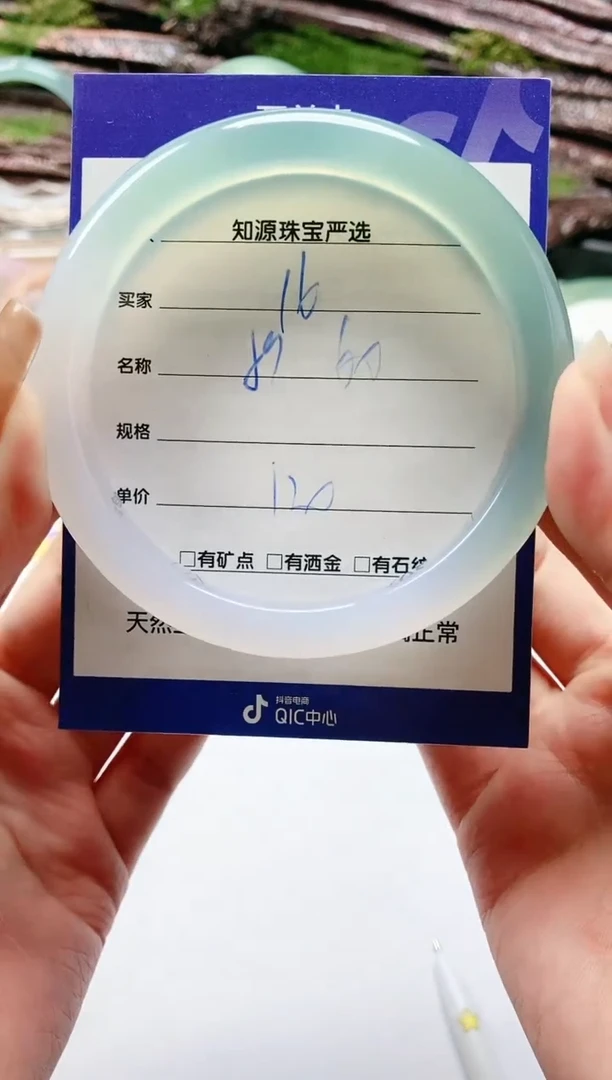 知源珠宝严选
买家 16
名称 89 60
规格
单价 120
□有矿点 □有洒金 □有石纹
天然 正常
抖音电商
QIC中心